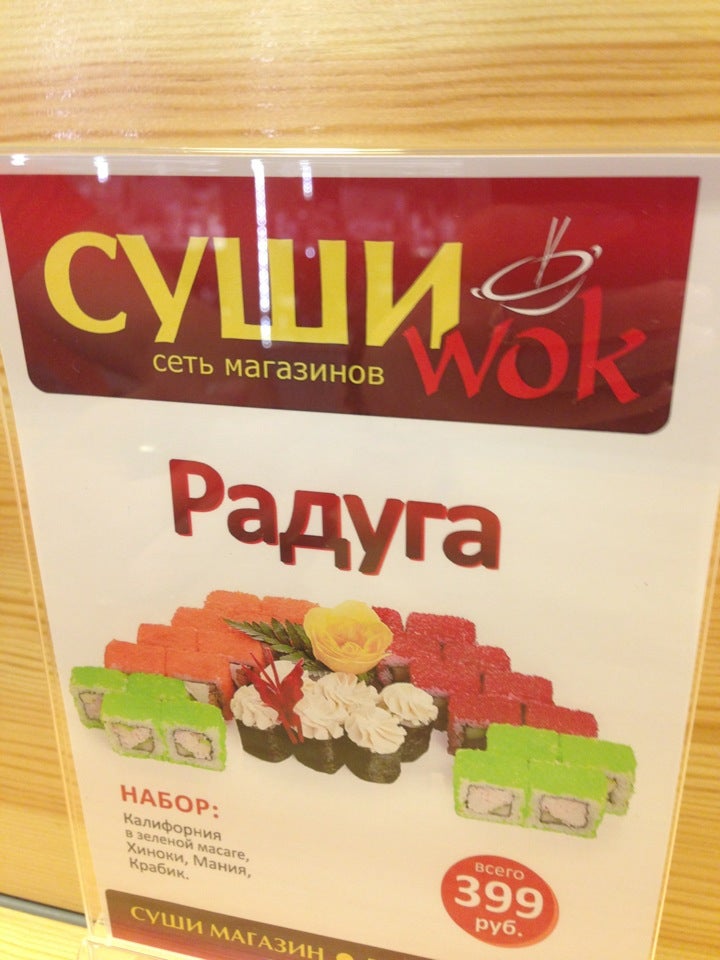 суши
wok
сеть магазинов
Радуга
НАБОР:
Калифорния
в зеленой масаге,
Хиноки, Мания,
Крабик.
всего
399
руб.
СУШИ МАГАЗИН